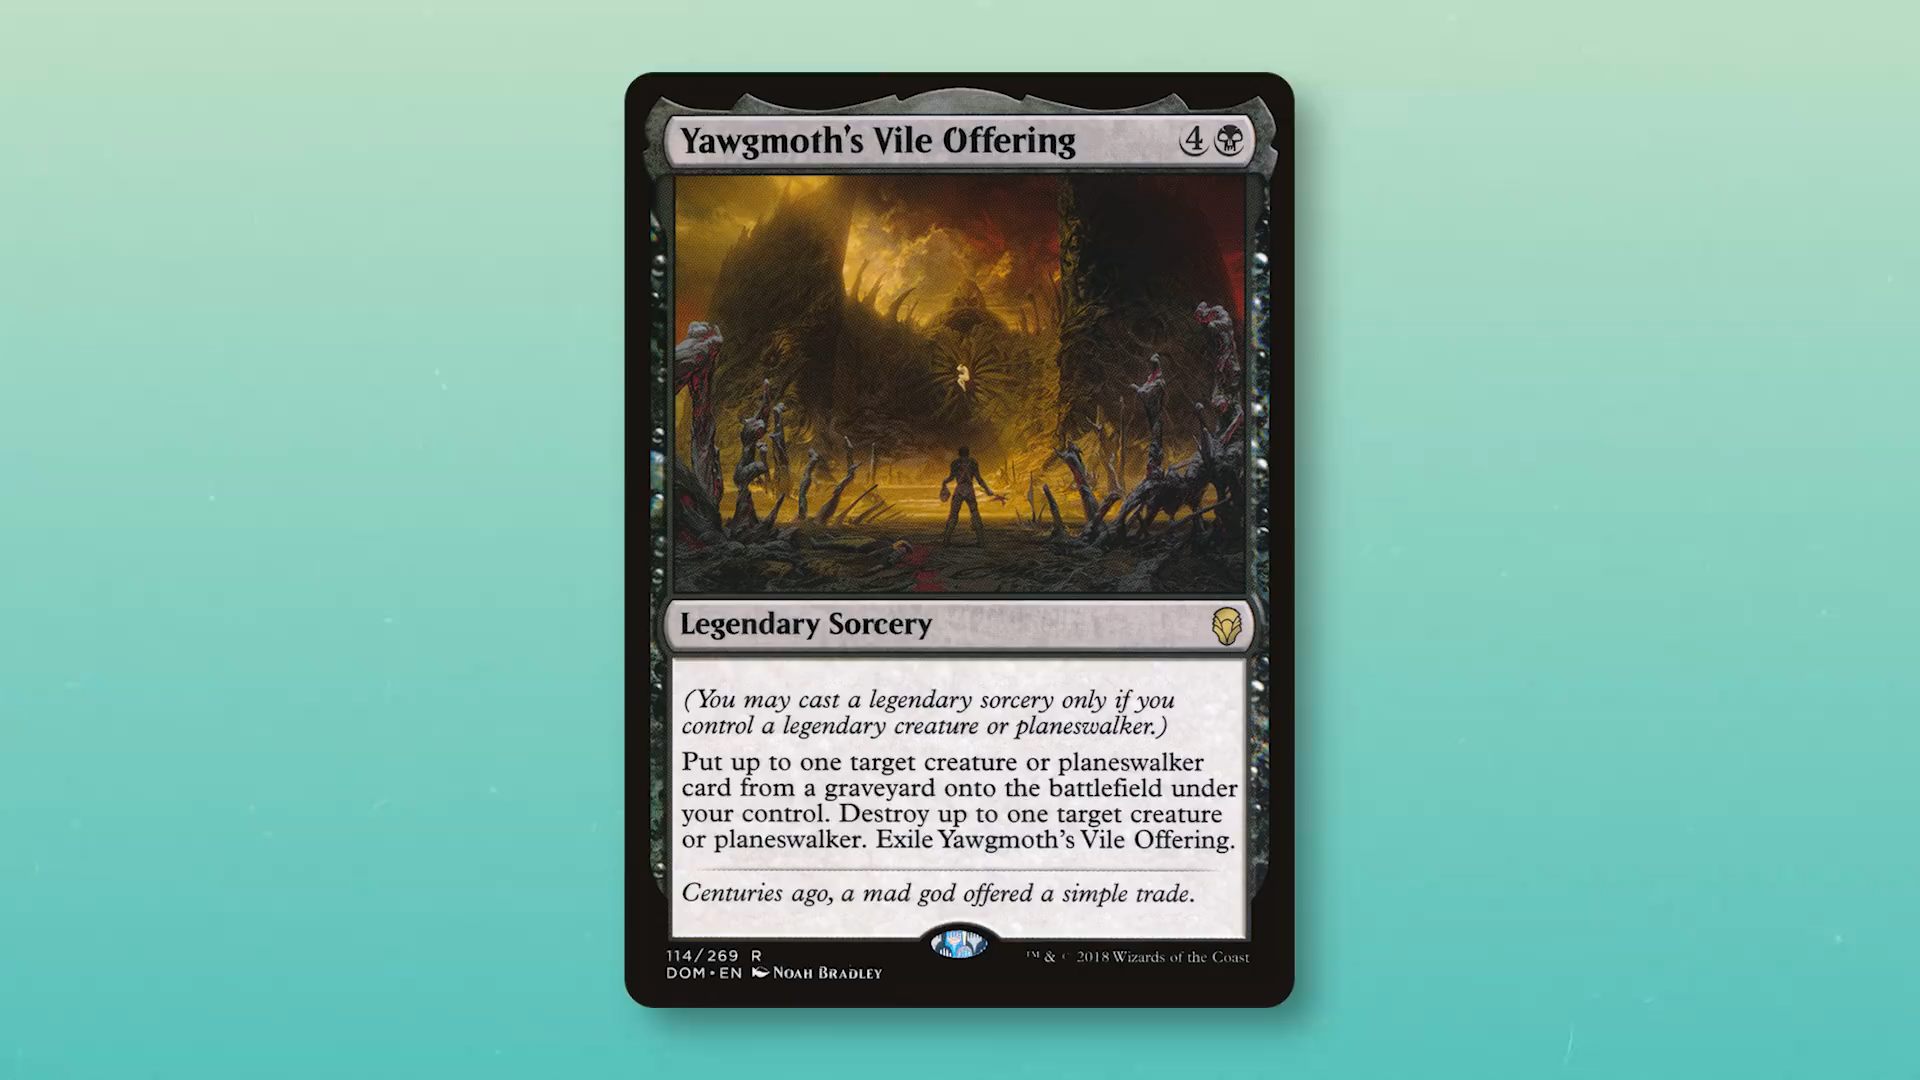 Yawgmoth's Vile Offering 4
Legendary Sorcery
(You may cast a legendary sorcery only if you
control a legendary creature or planeswalker.)
Put up to one target creature or planeswalker
card from a graveyard onto the battlefield under
your control. Destroy up to one target creature
or planeswalker. Exile Yawgmoth's Vile Offering.
Centuries ago, a mad god offered a simple trade.
114/269 R
DOM • EN NOAH BRADLEY
™ & © 2018 Wizards of the Coast